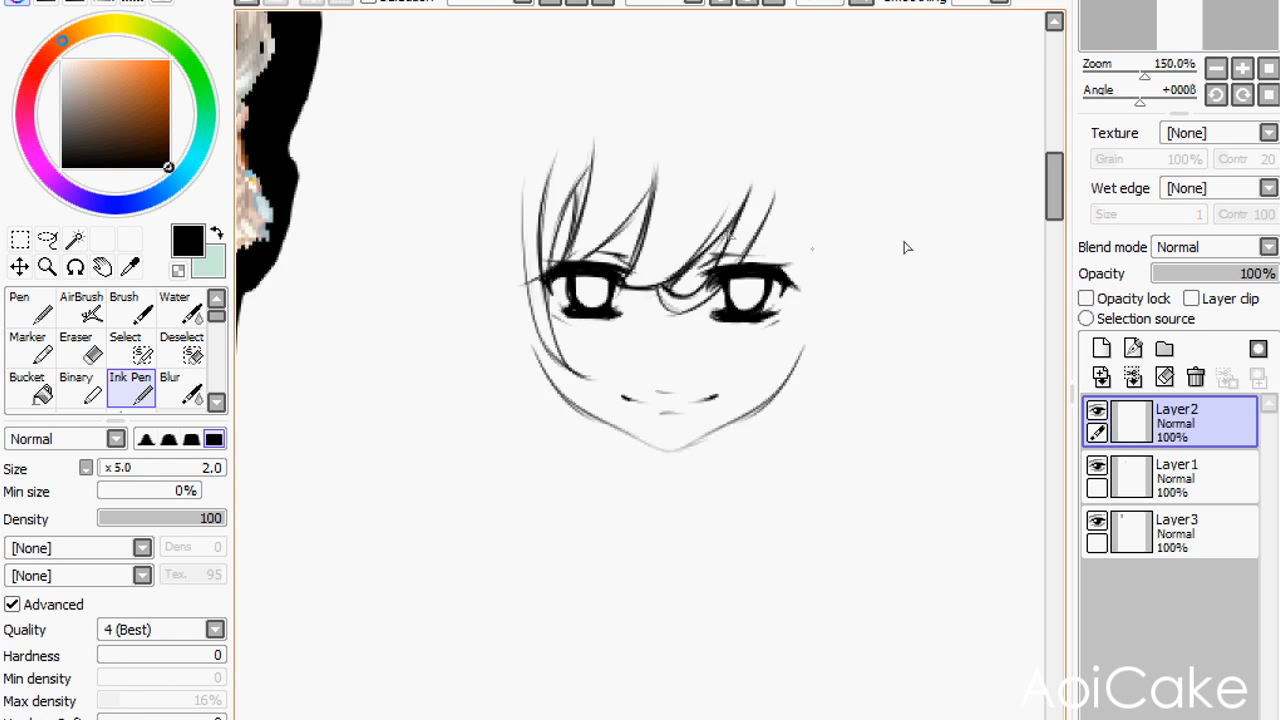 Zoom 150.0%
Angle +000ß
Texture [None]
Grain 100% Contr 20
Wet edge [None]
Size 1 Contr 100
Blend mode Normal
Opacity 100%
Opacity lock Layer clip
Selection source
Layer2
Normal
100%
Layer1
Normal
100%
Layer3
Normal
100%
Pen AirBrush Brush Water
Marker Eraser Select Deselect
Bucket Binary Ink Pen Blur
Normal
Size x 5.0 2.0
Min size 0%
Density 100
[None] Dens 0
[None] Tex. 95
Advanced
Quality 4 (Best)
Hardness 0
Min density 0
Max density 16%
AoiCake